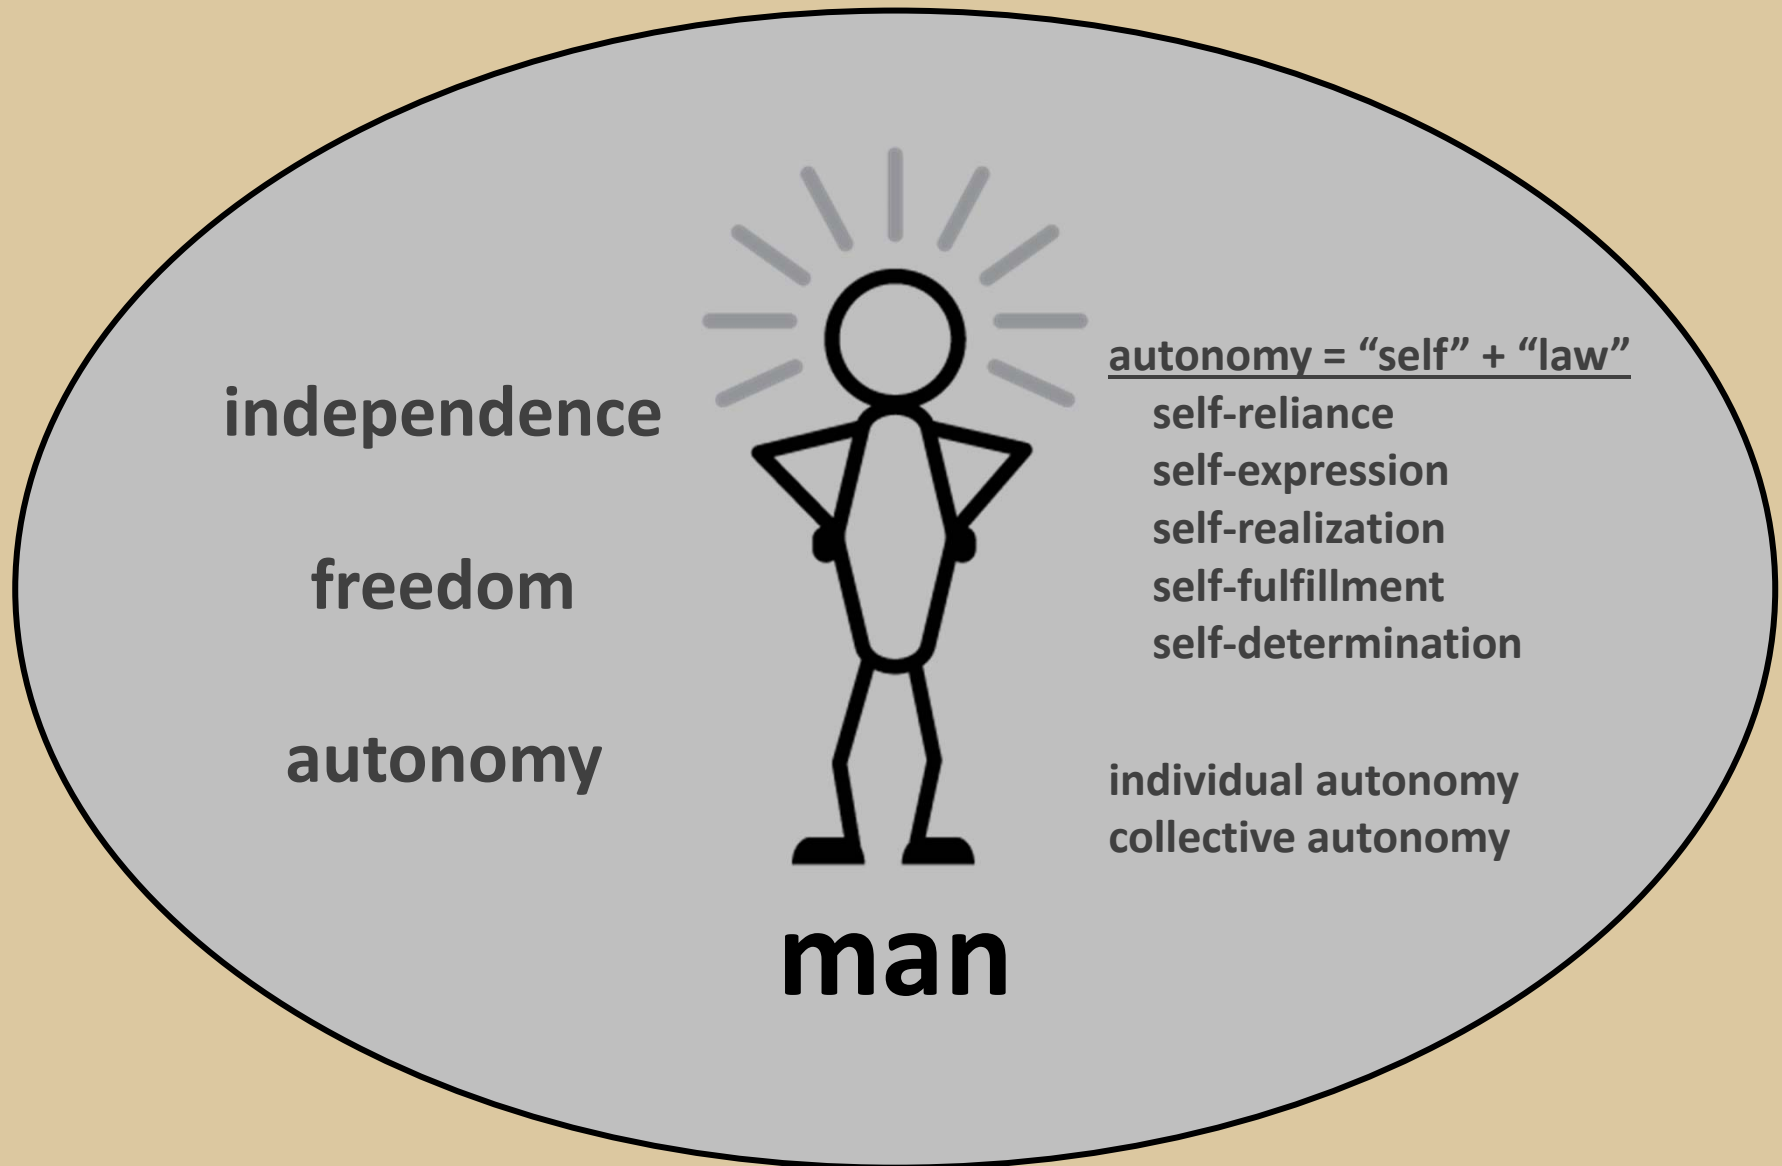 independence
freedom
autonomy
autonomy = “self” + “law”
self-reliance
self-expression
self-realization
self-fulfillment
self-determination
individual autonomy
collective autonomy
man